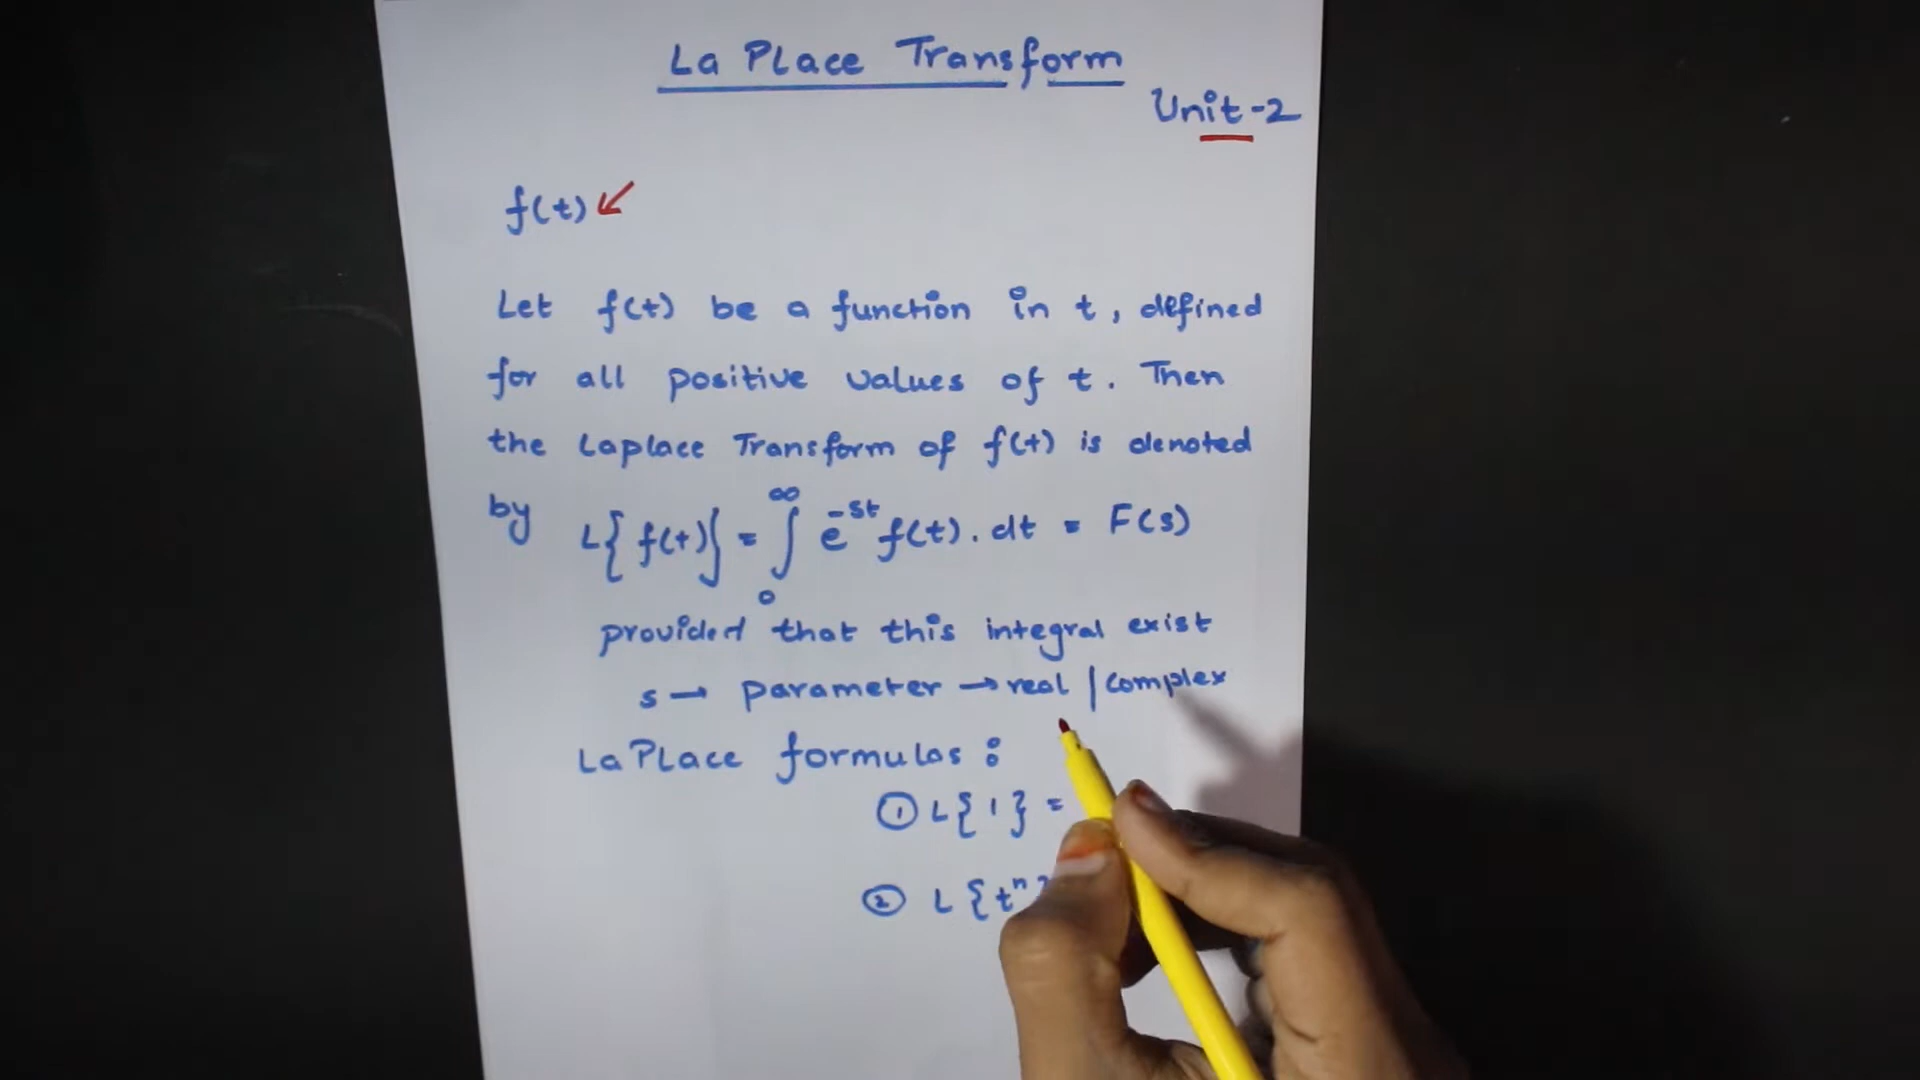 La Place Transform
Unit-2
f(t) ↙
Let f(t) be a function in t, defined
for all positive values of t. Then
the Laplace Transform of f(t) is denoted
by L{f(t)} = ∫₀^∞ e^-st f(t). dt = F(s)
provided that this integral exist
s → parameter → real | complex
La PLace formulas :
① L{1} =
② L{t^n